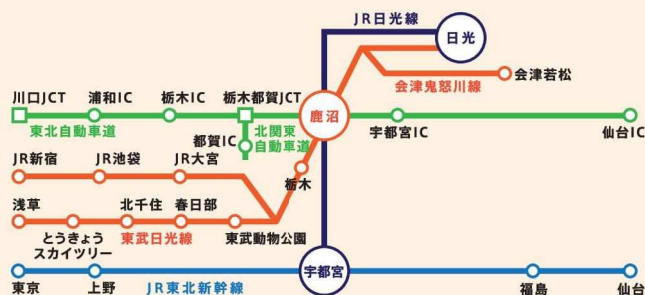 JR日光線
日光
会津若松
会津鬼怒川線
川口JCT
浦和IC
栃木IC
栃木都賀JCT
東北自動車道
都賀IC
北関東
自動車道
鹿沼
宇都宮IC
仙台IC
JR新宿
JR池袋
JR大宮
栃木
浅草
とうきょう
スカイツリー
北千住
春日部
東武日光線
東武動物公園
宇都宮
東京
上野
JR東北新幹線
福島
仙台